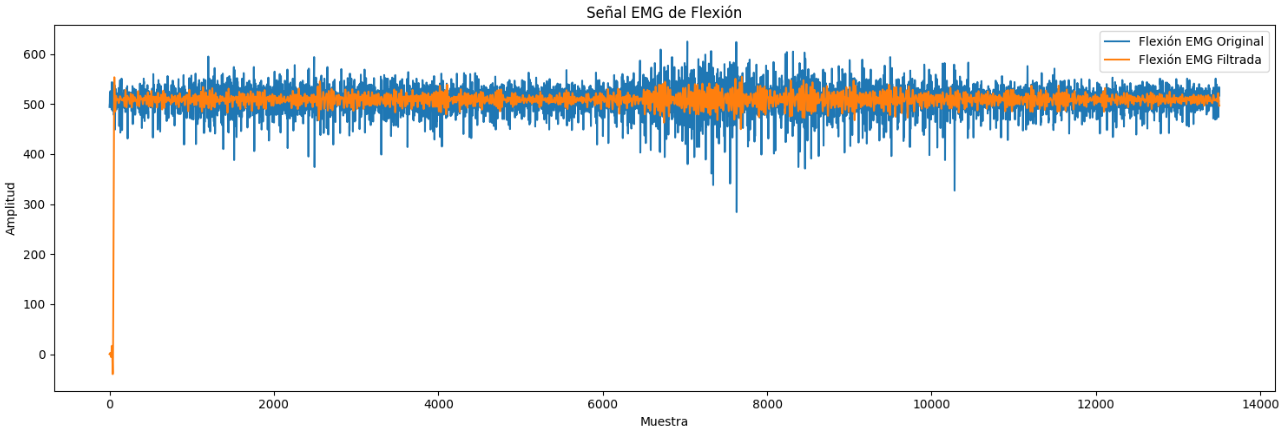 Señal EMG de Flexión
Flexión EMG Original
Flexión EMG Filtrada
Amplitud
600
500
400
300
200
100
0
0 2000 4000 6000 8000 10000 12000 14000
Muestra